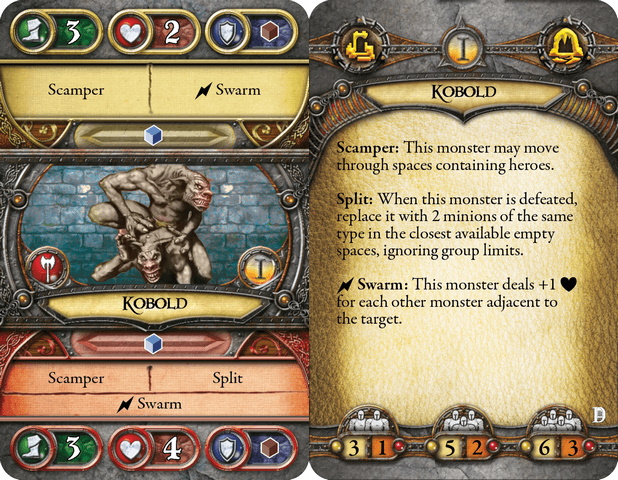 3 2
Scamper Swarm
I
KOBOLD
Scamper Split
Swarm
3 4
I
KOBOLD
Scamper: This monster may move
through spaces containing heroes.
Split: When this monster is defeated,
replace it with 2 minions of the same
type in the closest available empty
spaces, ignoring group limits.
Swarm: This monster deals +1
for each other monster adjacent to
the target.
D
3 1 5 2 6 3